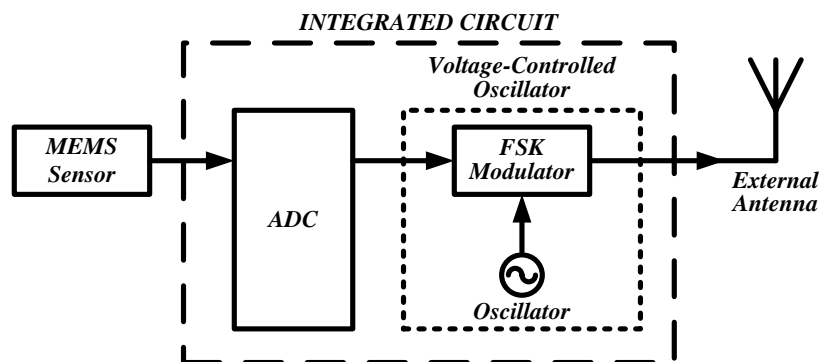 INTEGRATED CIRCUIT
Voltage-Controlled
Oscillator
MEMS
Sensor
ADC
FSK
Modulator
External
Antenna
Oscillator